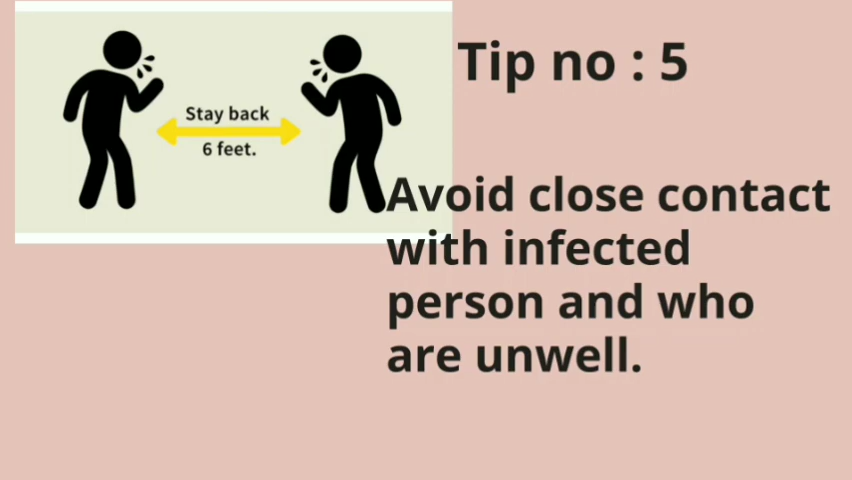 Stay back
6 feet.
Tip no : 5
Avoid close contact
with infected
person and who
are unwell.